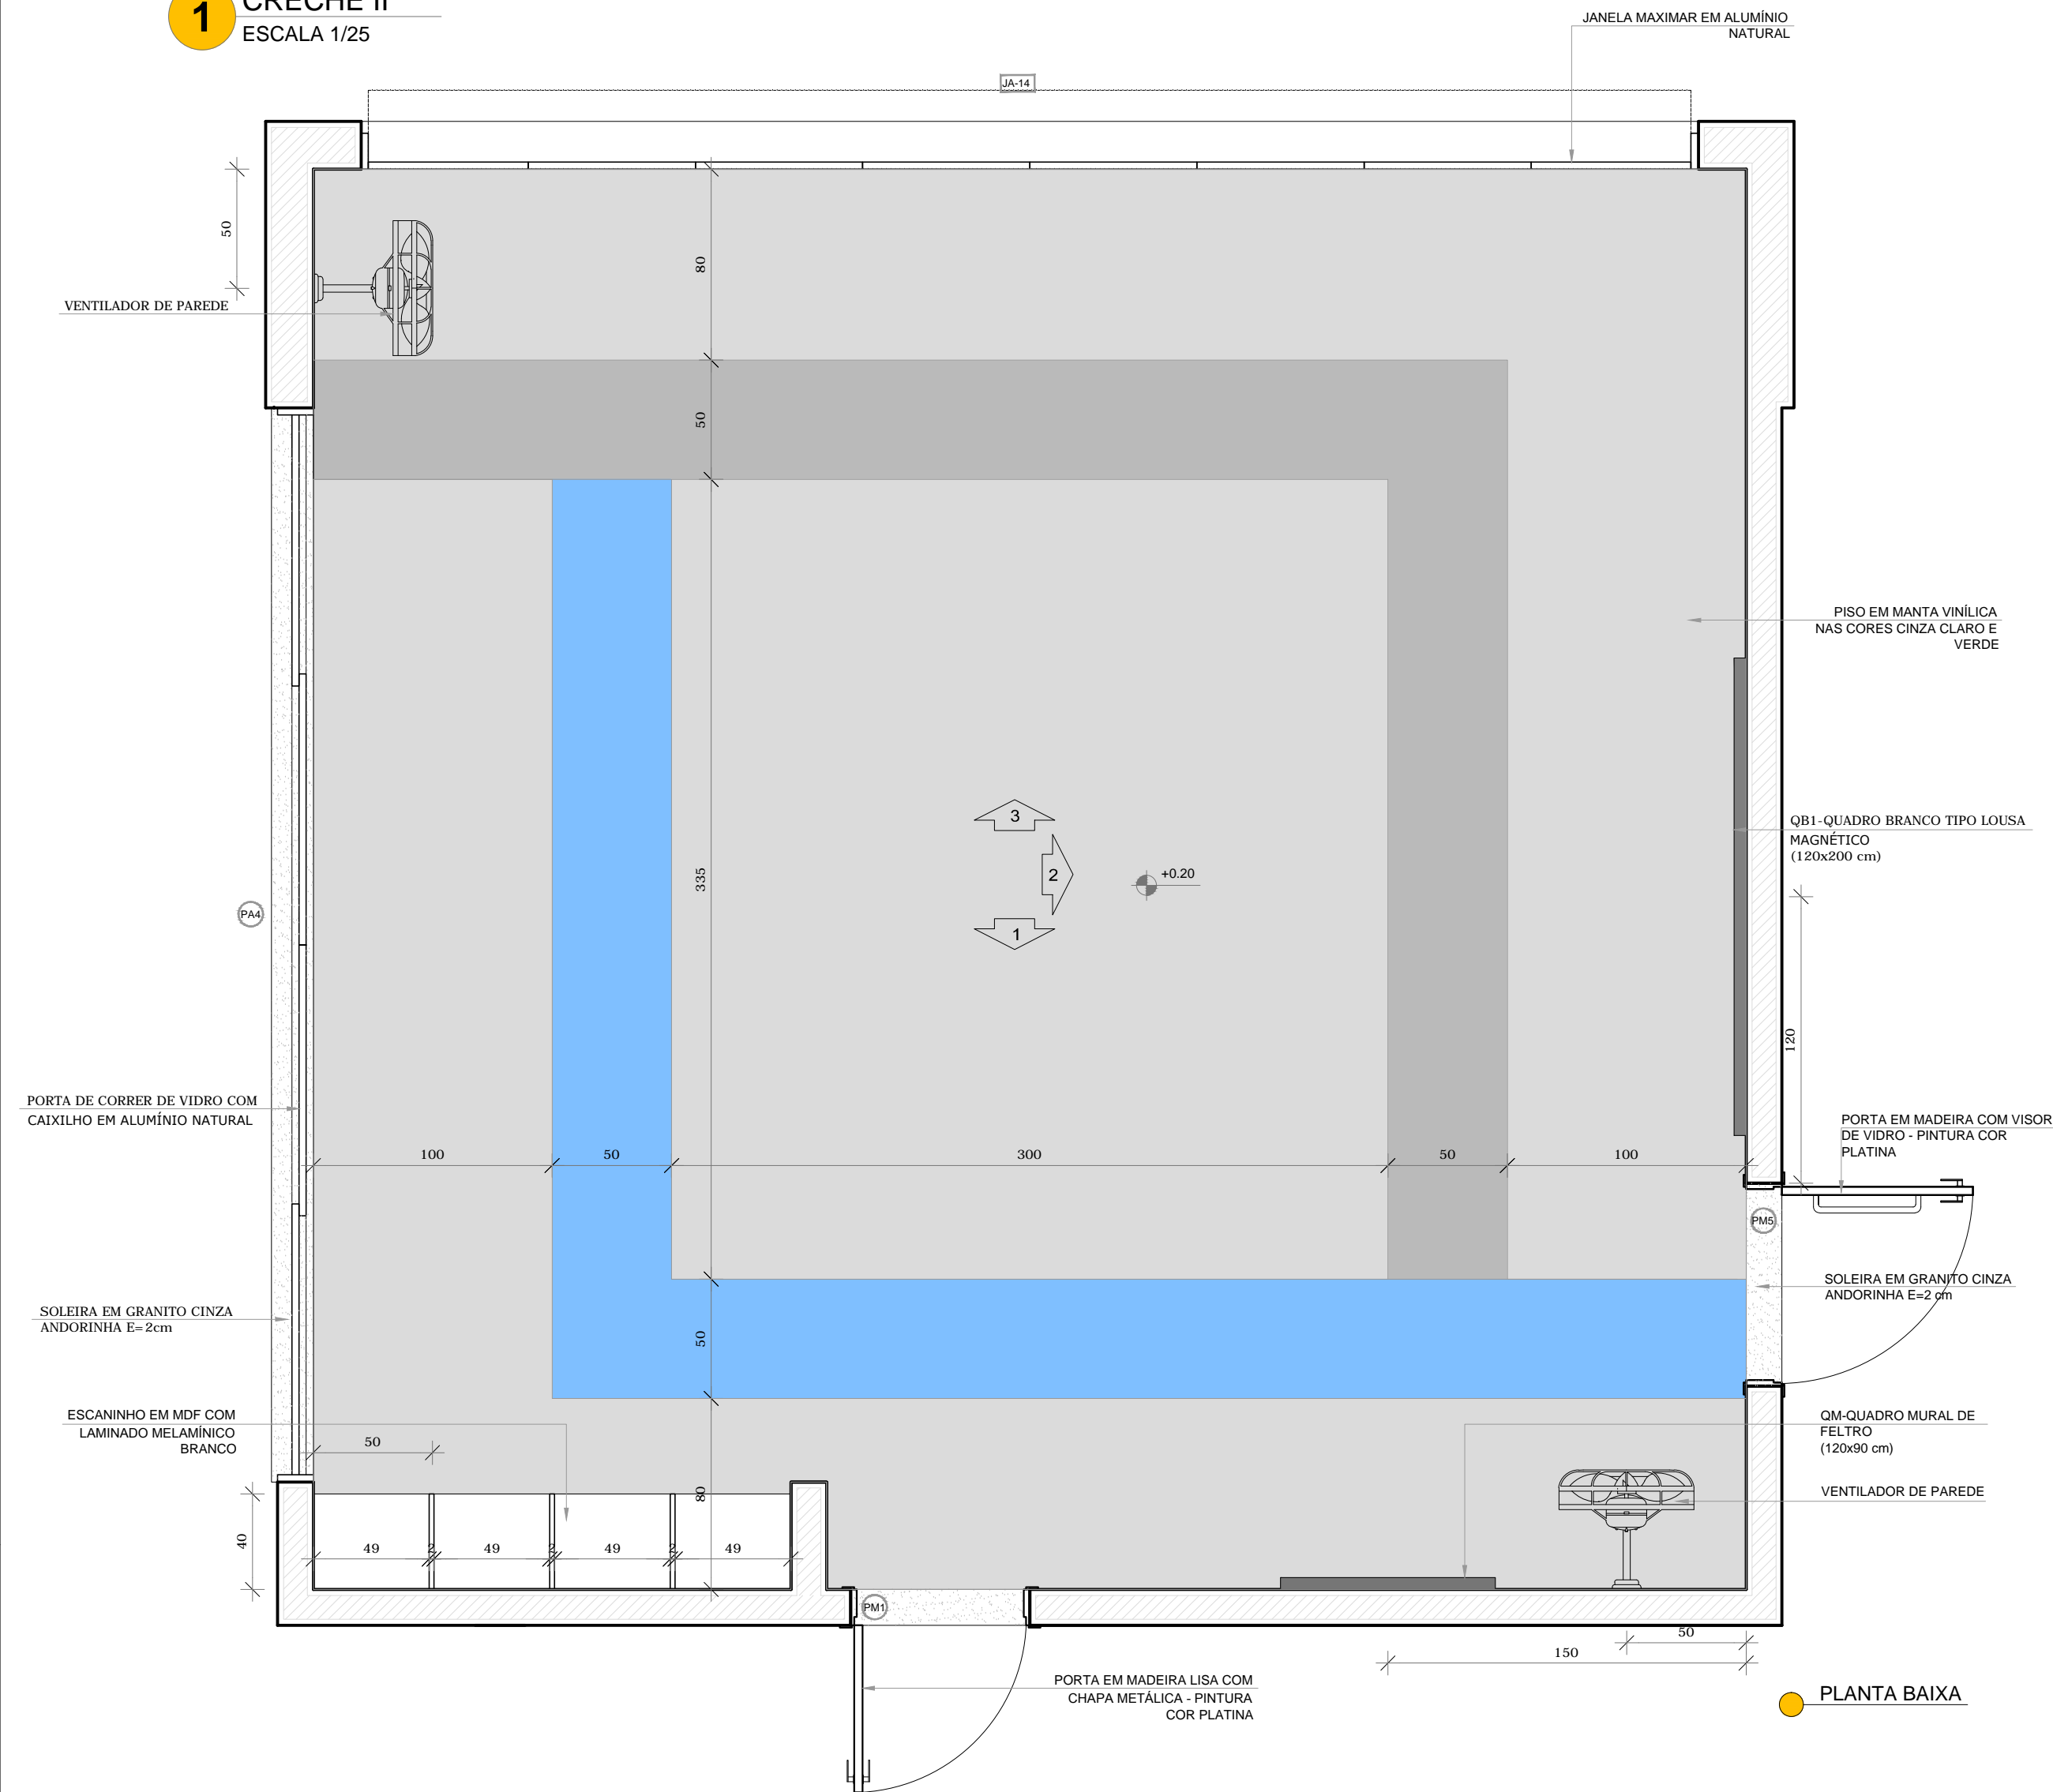 1
CRECHE II
ESCALA 1/25
JANELA MAXIMAR EM ALUMÍNIO
NATURAL
JA-14
50
80
VENTILADOR DE PAREDE
50
PISO EM MANTA VINÍLICA
NAS CORES CINZA CLARO E
VERDE
3
QB1-QUADRO BRANCO TIPO LOUSA
MAGNÉTICO
(120x200 cm)
335
2
+0.20
PA4
1
120
PORTA DE CORRER DE VIDRO COM
CAIXILHO EM ALUMÍNIO NATURAL
PORTA EM MADEIRA COM VISOR
DE VIDRO - PINTURA COR
PLATINA
100
50
300
50
100
PM5
SOLEIRA EM GRANITO CINZA
ANDORINHA E=2 cm
SOLEIRA EM GRANITO CINZA
ANDORINHA E=2cm
50
ESCANINHO EM MDF COM
LAMINADO MELAMÍNICO
BRANCO
50
QM-QUADRO MURAL DE
FELTRO
(120x90 cm)
80
VENTILADOR DE PAREDE
40
49
2
49
2
49
2
49
PM1
50
150
PORTA EM MADEIRA LISA COM
CHAPA METÁLICA - PINTURA
COR PLATINA
PLANTA BAIXA